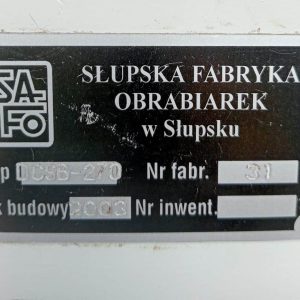 SA
FO
SŁUPSKA FABRYKA
OBRABIAREK
w Słupsku
p DCSB-270 Nr fabr. 31
k budowy 2003 Nr inwent.